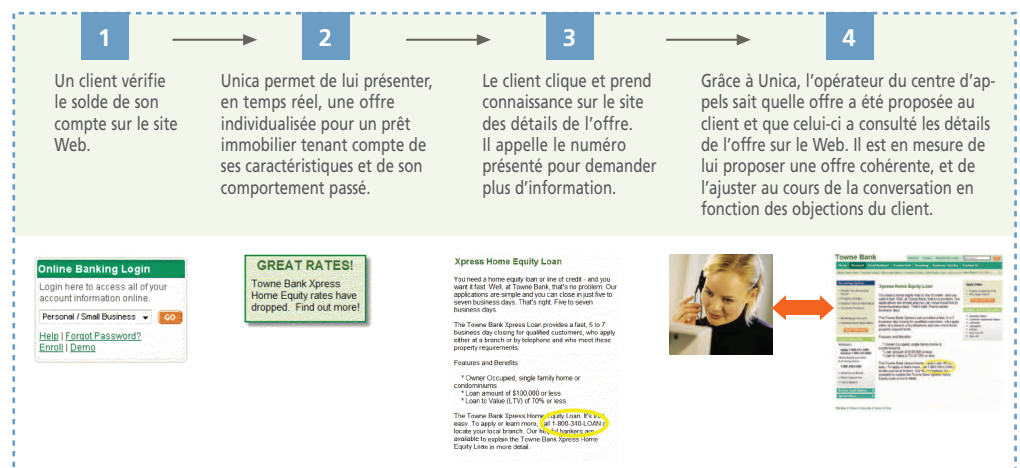 1
2
3
4
Un client vérifie
le solde de son
compte sur le site
Web.
Unica permet de lui présenter,
en temps réel, une offre
individualisée pour un prêt
immobilier tenant compte de
ses caractéristiques et de son
comportement passé.
Le client clique et prend
connaissance sur le site
des détails de l'offre.
Il appelle le numéro
présenté pour demander
plus d'information.
Grâce à Unica, l'opérateur du centre d'ap-
pels sait quelle offre a été proposée au
client et que celui-ci a consulté les détails
de l'offre sur le Web. Il est en mesure de
lui proposer une offre cohérente, et de
l'ajuster au cours de la conversation en
fonction des objections du client.
Online Banking Login
Login here to access all of your
account information online.
Personal / Small Business GO
Help | Forgot Password?
Enroll | Demo
GREAT RATES!
Towne Bank Xpress
Home Equity rates have
dropped. Find out more!
Xpress Home Equity Loan
You need a home equity loan or line of credit - and you
want it fast. Well, at Towne Bank, that's no problem. Our
applications are simple and you can close in just five to
seven business days. That's right. Five to seven
business days.
The Towne Bank Xpress Loan provides a fast, 5 to 7
business day closing for qualified customers, who apply
either at a branch or by telephone and who meet these
property requirements:
Features and Benefits
* Owner Occupied, single family home or
condominiums
* Loan amount of $100,000 or less
* Loan to Value (LTV) of 70% or less
The Towne Bank Xpress Home Equity Loan. It's
easy. To apply or learn more, call 1-800-340-LOAN
locate your local branch. Our helpful bankers are
available to explain the Towne Bank Xpress Home
Equity Loan in more detail.
Towne Bank
Xpress Home Equity Loan